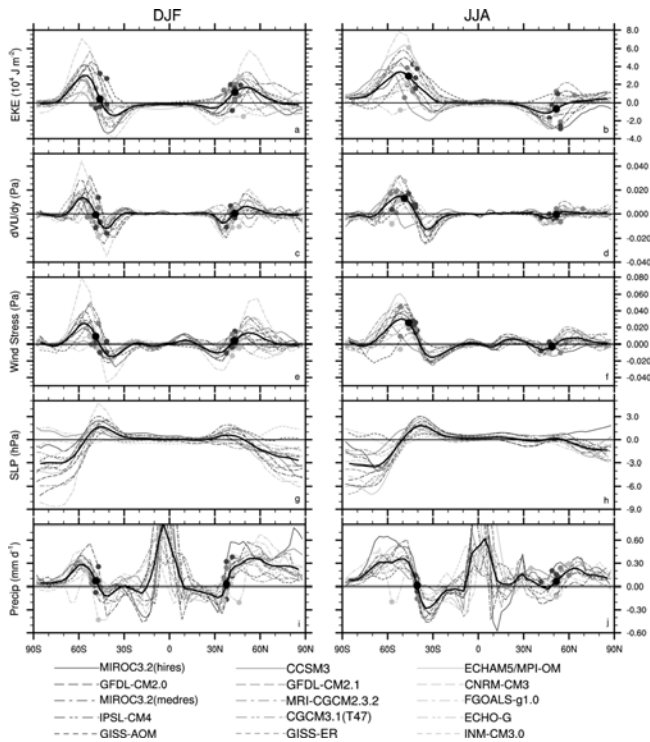 DJF JJA
EKE (10⁴ J m⁻²)
8.0
6.0
4.0
2.0
0.0
-2.0
-4.0
a b
dVU/dy (Pa)
0.040
0.020
0.000
-0.020
-0.040
c d
Wind Stress (Pa)
0.080
0.060
0.040
0.020
0.000
-0.020
-0.040
e f
SLP (hPa)
3.0
0.0
-3.0
-6.0
-9.0
g h
Precip (mm d⁻¹)
0.60
0.30
0.00
-0.30
-0.60
i j
90S 60S 30S 0 30N 60N 90N 90S 60S 30S 0 30N 60N 90N
MIROC3.2(hires) CCSM3 ECHAM5/MPI-OM
GFDL-CM2.0 GFDL-CM2.1 CNRM-CM3
MIROC3.2(medres) MRI-CGCM2.3.2 FGOALS-g1.0
IPSL-CM4 CGCM3.1(T47) ECHO-G
GISS-AOM GISS-ER INM-CM3.0